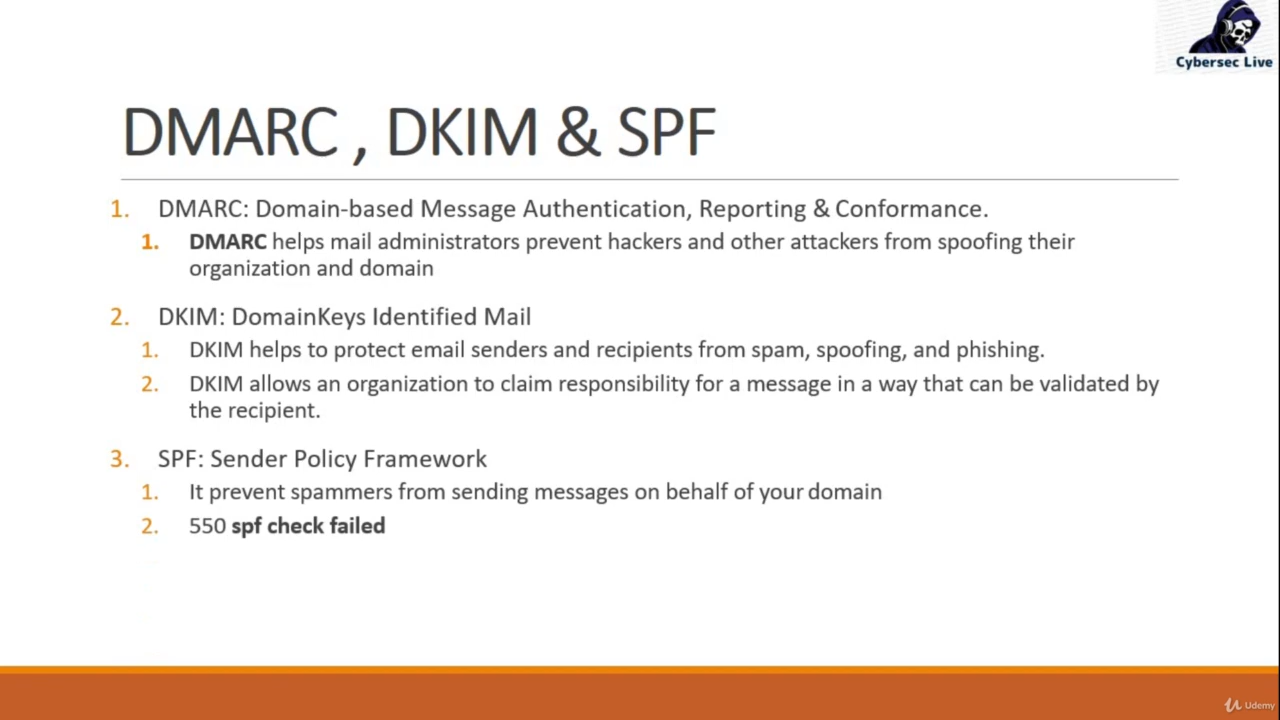 Cybersec Live
DMARC , DKIM & SPF
1. DMARC: Domain-based Message Authentication, Reporting & Conformance.
1. DMARC helps mail administrators prevent hackers and other attackers from spoofing their
organization and domain
2. DKIM: DomainKeys Identified Mail
1. DKIM helps to protect email senders and recipients from spam, spoofing, and phishing.
2. DKIM allows an organization to claim responsibility for a message in a way that can be validated by
the recipient.
3. SPF: Sender Policy Framework
1. It prevent spammers from sending messages on behalf of your domain
2. 550 spf check failed
Udemy